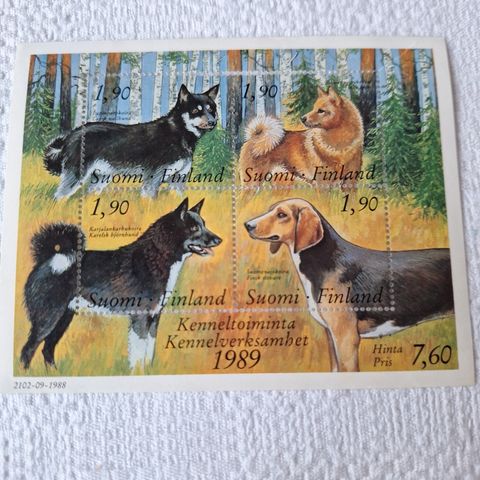 1,90
1,90
Suomi · Finland
Suomi · Finland
1,90
1,90
Karjalankarhukoira
Karelsk björnhund
Suomenajokoira
Finsk stövare
Suomi · Finland
Suomi · Finland
Kenneltoiminta
Kennelverksamhet
1989
Hinta
Pris
7,60
2102-09-1988